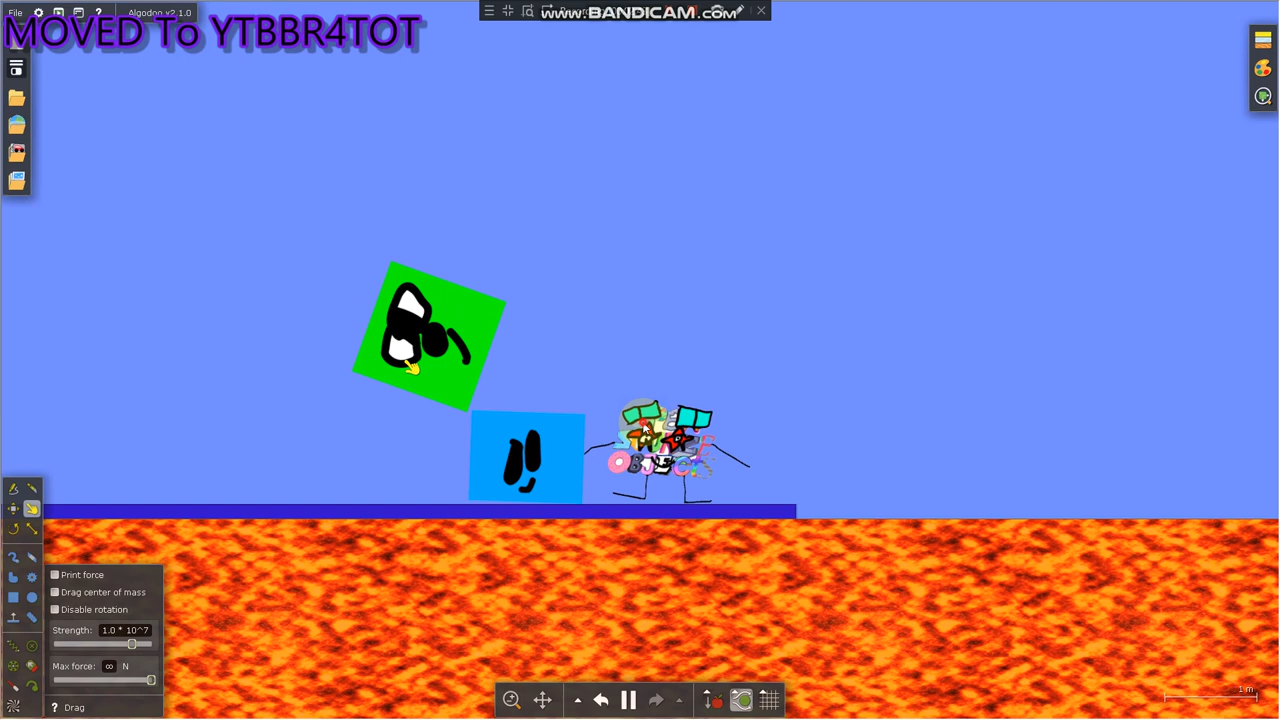 File
?
Algodoo v2.1.0
WWW.BANDICAM.COM
MOVED To YTBBR4TOT
OBJE
Print force
Drag center of mass
Disable rotation
Strength: 1.0 * 10^7
Max force: ∞ N
? Drag
1 m